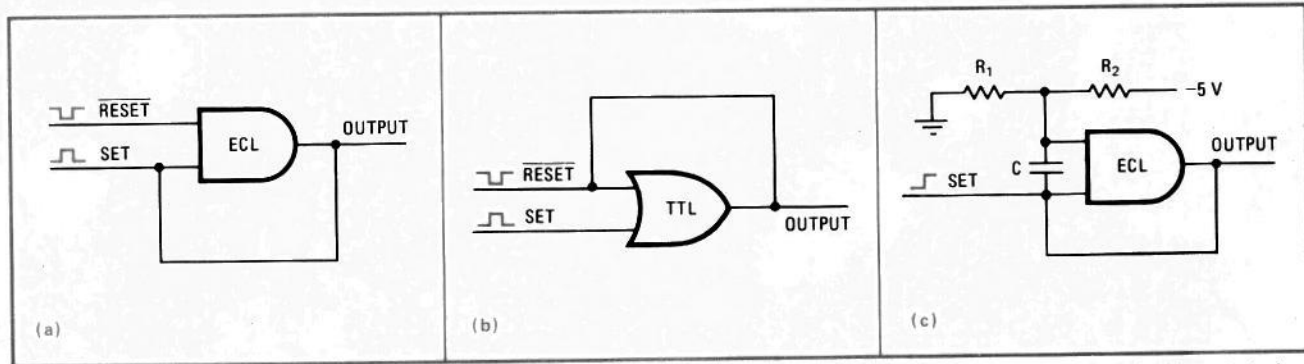 RESET
SET
ECL
OUTPUT
(a)
RESET
SET
TTL
OUTPUT
(b)
R1
R2
−5 V
C
SET
ECL
OUTPUT
(c)